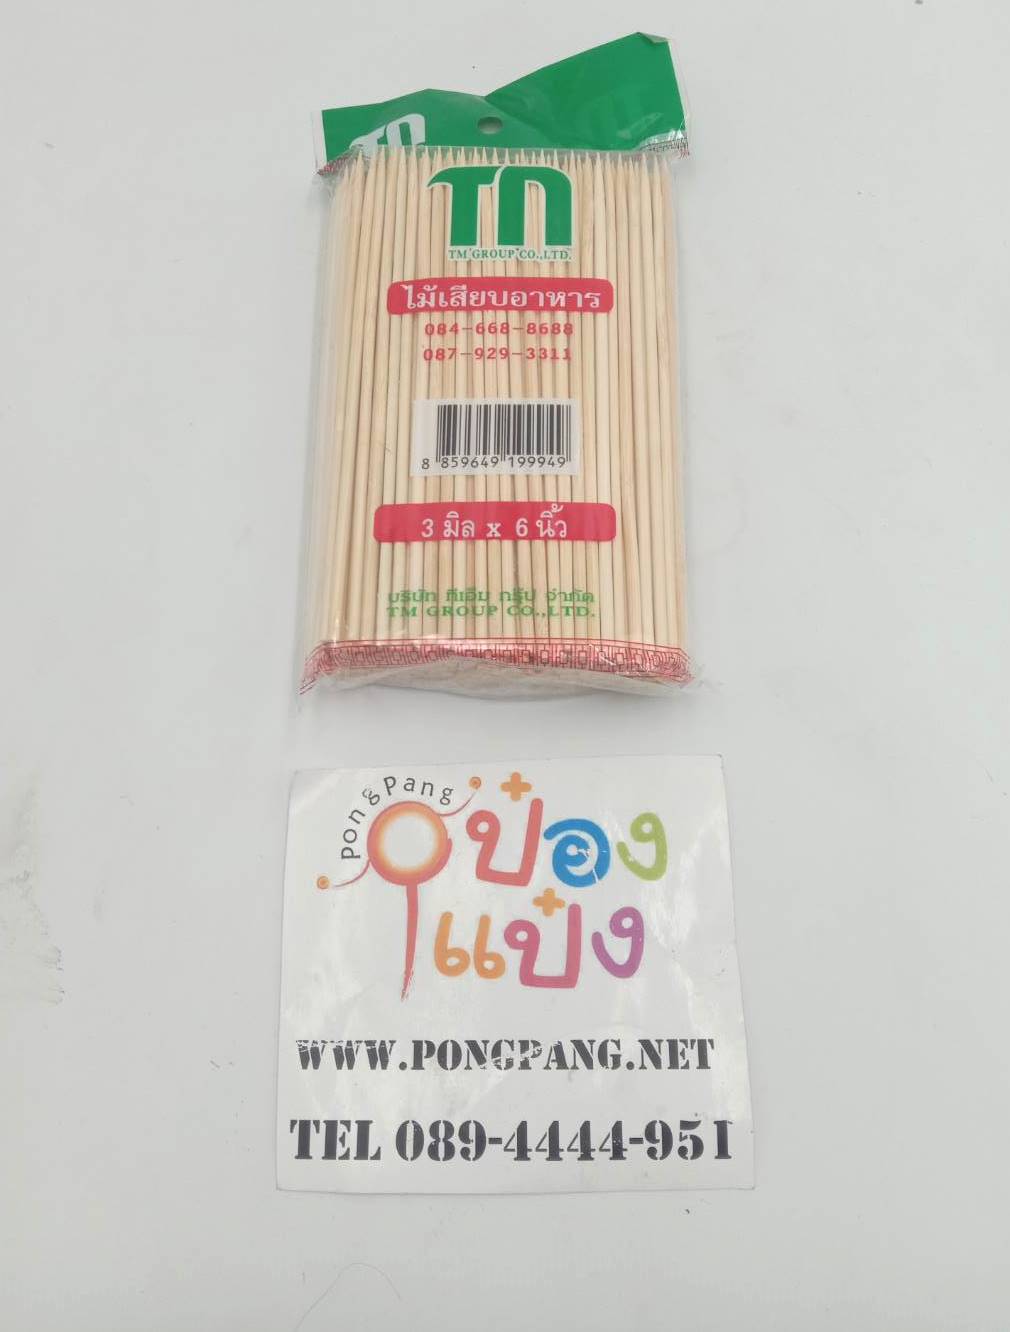 TM
TM
TM GROUP CO.,LTD.
ไม้เสียบอาหาร
084-668-8688
087-929-3311
8 859649 199949
3 มิล x 6 นิ้ว
บริษัท ทีเอ็ม กรุ๊ป จำกัด
TM GROUP CO.,LTD.
PongPang
ป๋อง
แป๋ง
WWW.PONGPANG.NET
TEL 089-4444-951